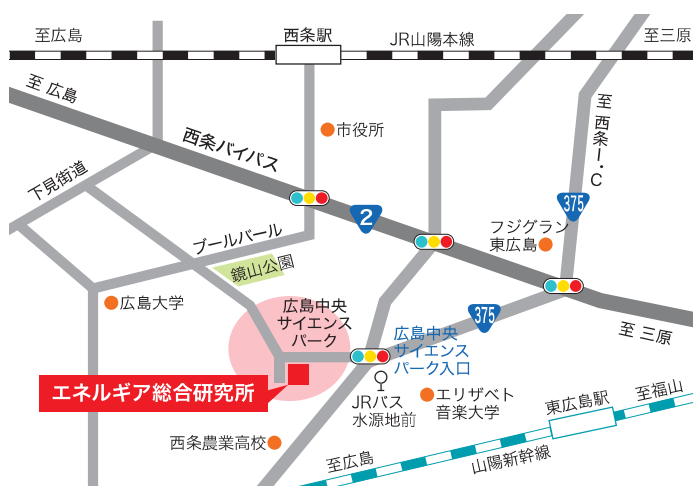 至広島
西条駅
JR山陽本線
至三原
至 広島
西条バイパス
市役所
至 西条I・C
下見街道
2
375
フジグラン
東広島
ブールバール
鏡山公園
広島大学
広島中央
サイエンス
パーク
375
広島中央
サイエンス
パーク入口
至 三原
エネルギア総合研究所
JRバス
水源地前
エリザベト
音楽大学
東広島駅
至福山
西条農業高校
至広島
山陽新幹線